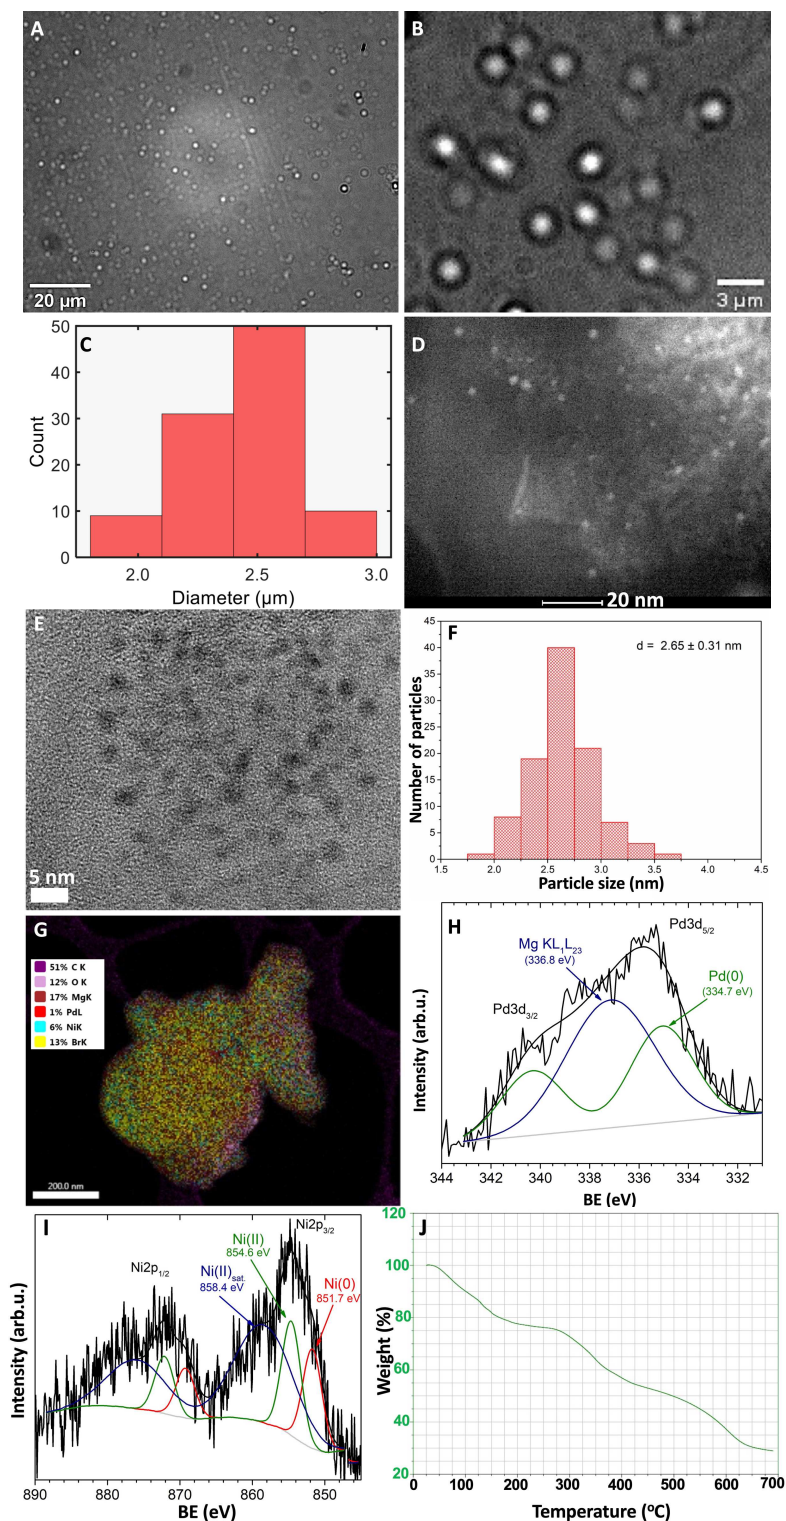 A
20 µm
B
3 µm
C
50
40
30
20
10
0
Count
2.0 2.5 3.0
Diameter (µm)
D
20 nm
E
5 nm
F
d = 2.65 ± 0.31 nm
45
40
35
30
25
20
15
10
5
0
Number of particles
1.5 2.0 2.5 3.0 3.5 4.0 4.5
Particle size (nm)
G
51% C K
12% O K
17% MgK
1% PdL
6% NiK
13% BrK
200.0 nm
H
Pd3d5/2
Mg KL1L23
(336.8 eV)
Pd(0)
(334.7 eV)
Pd3d3/2
Intensity (arb.u.)
344 342 340 338 336 334 332
BE (eV)
I
Ni2p3/2
Ni(II)
854.6 eV
Ni2p1/2
Ni(II)sat.
858.4 eV
Ni(0)
851.7 eV
Intensity (arb.u.)
890 880 870 860 850
BE (eV)
J
120
100
80
60
40
20
Weight (%)
0 100 200 300 400 500 600 700
Temperature (ºC)